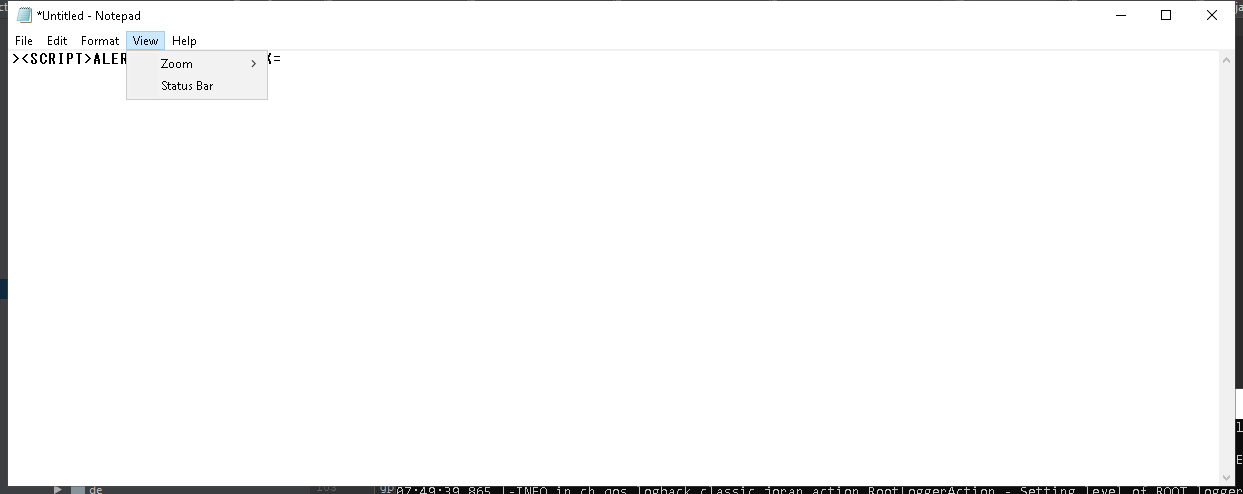 *Untitled - Notepad
File Edit Format View Help
><SCRIPT>ALER
=
Zoom
Status Bar
de
07:49:39,865 |-INFO in ch.qos.logback.classic.joran.action.RootLoggerAction - Setting level of ROOT logger